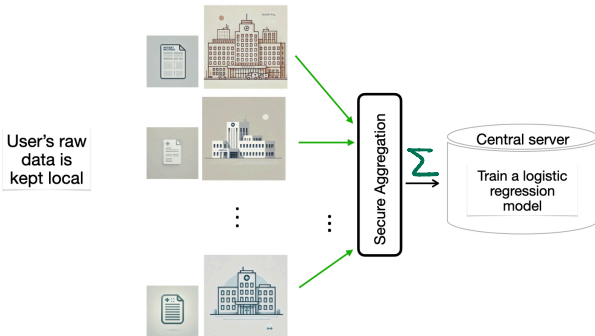 User's raw
data is
kept local
Secure Aggregation
Σ
Central server
Train a logistic
regression
model